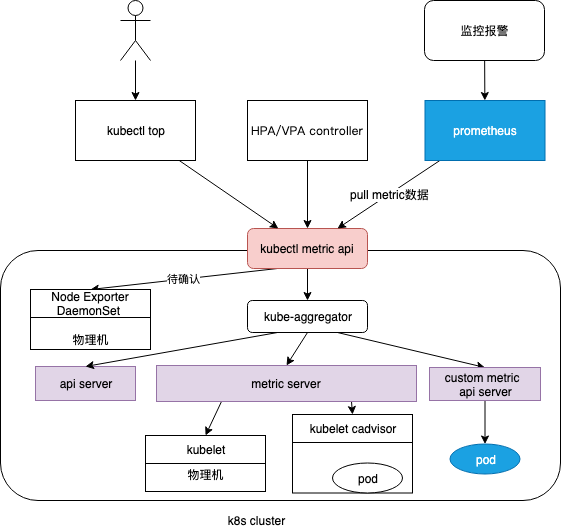 监控报警
kubectl top
HPA/VPA controller
prometheus
pull metric数据
kubectl metric api
待确认
Node Exporter
DaemonSet
物理机
kube-aggregator
api server
metric server
custom metric
api server
kubelet
物理机
kubelet cadvisor
pod
pod
k8s cluster